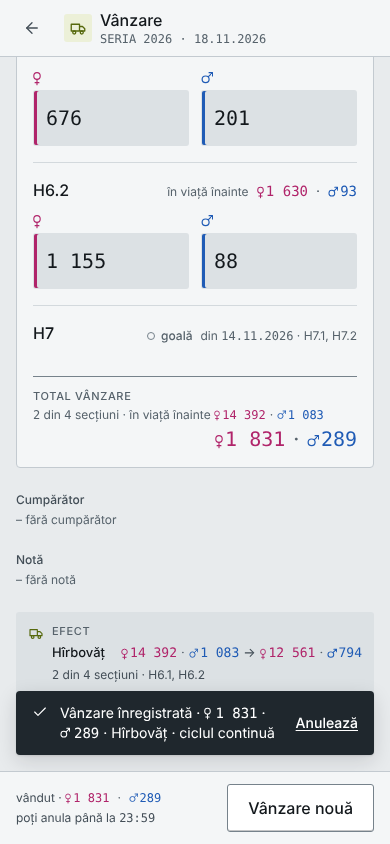 Vânzare
SERIA 2026 · 18.11.2026
♀ ♂
676 201
H6.2 în viață înainte ♀1 630 · ♂93
♀ ♂
1 155 88
H7 ○ goală din 14.11.2026 · H7.1, H7.2
TOTAL VÂNZARE
2 din 4 secțiuni · în viață înainte ♀14 392 · ♂1 083
♀1 831 · ♂289
Cumpărător
– fără cumpărător
Notă
– fără notă
EFECT
Hîrbovăț ♀14 392 · ♂1 083 → ♀12 561 · ♂794
2 din 4 secțiuni · H6.1, H6.2
Vânzare înregistrată · ♀ 1 831 ·
♂ 289 · Hîrbovăț · ciclul continuă
Anulează
vândut · ♀1 831 · ♂289
poți anula până la 23:59
Vânzare nouă